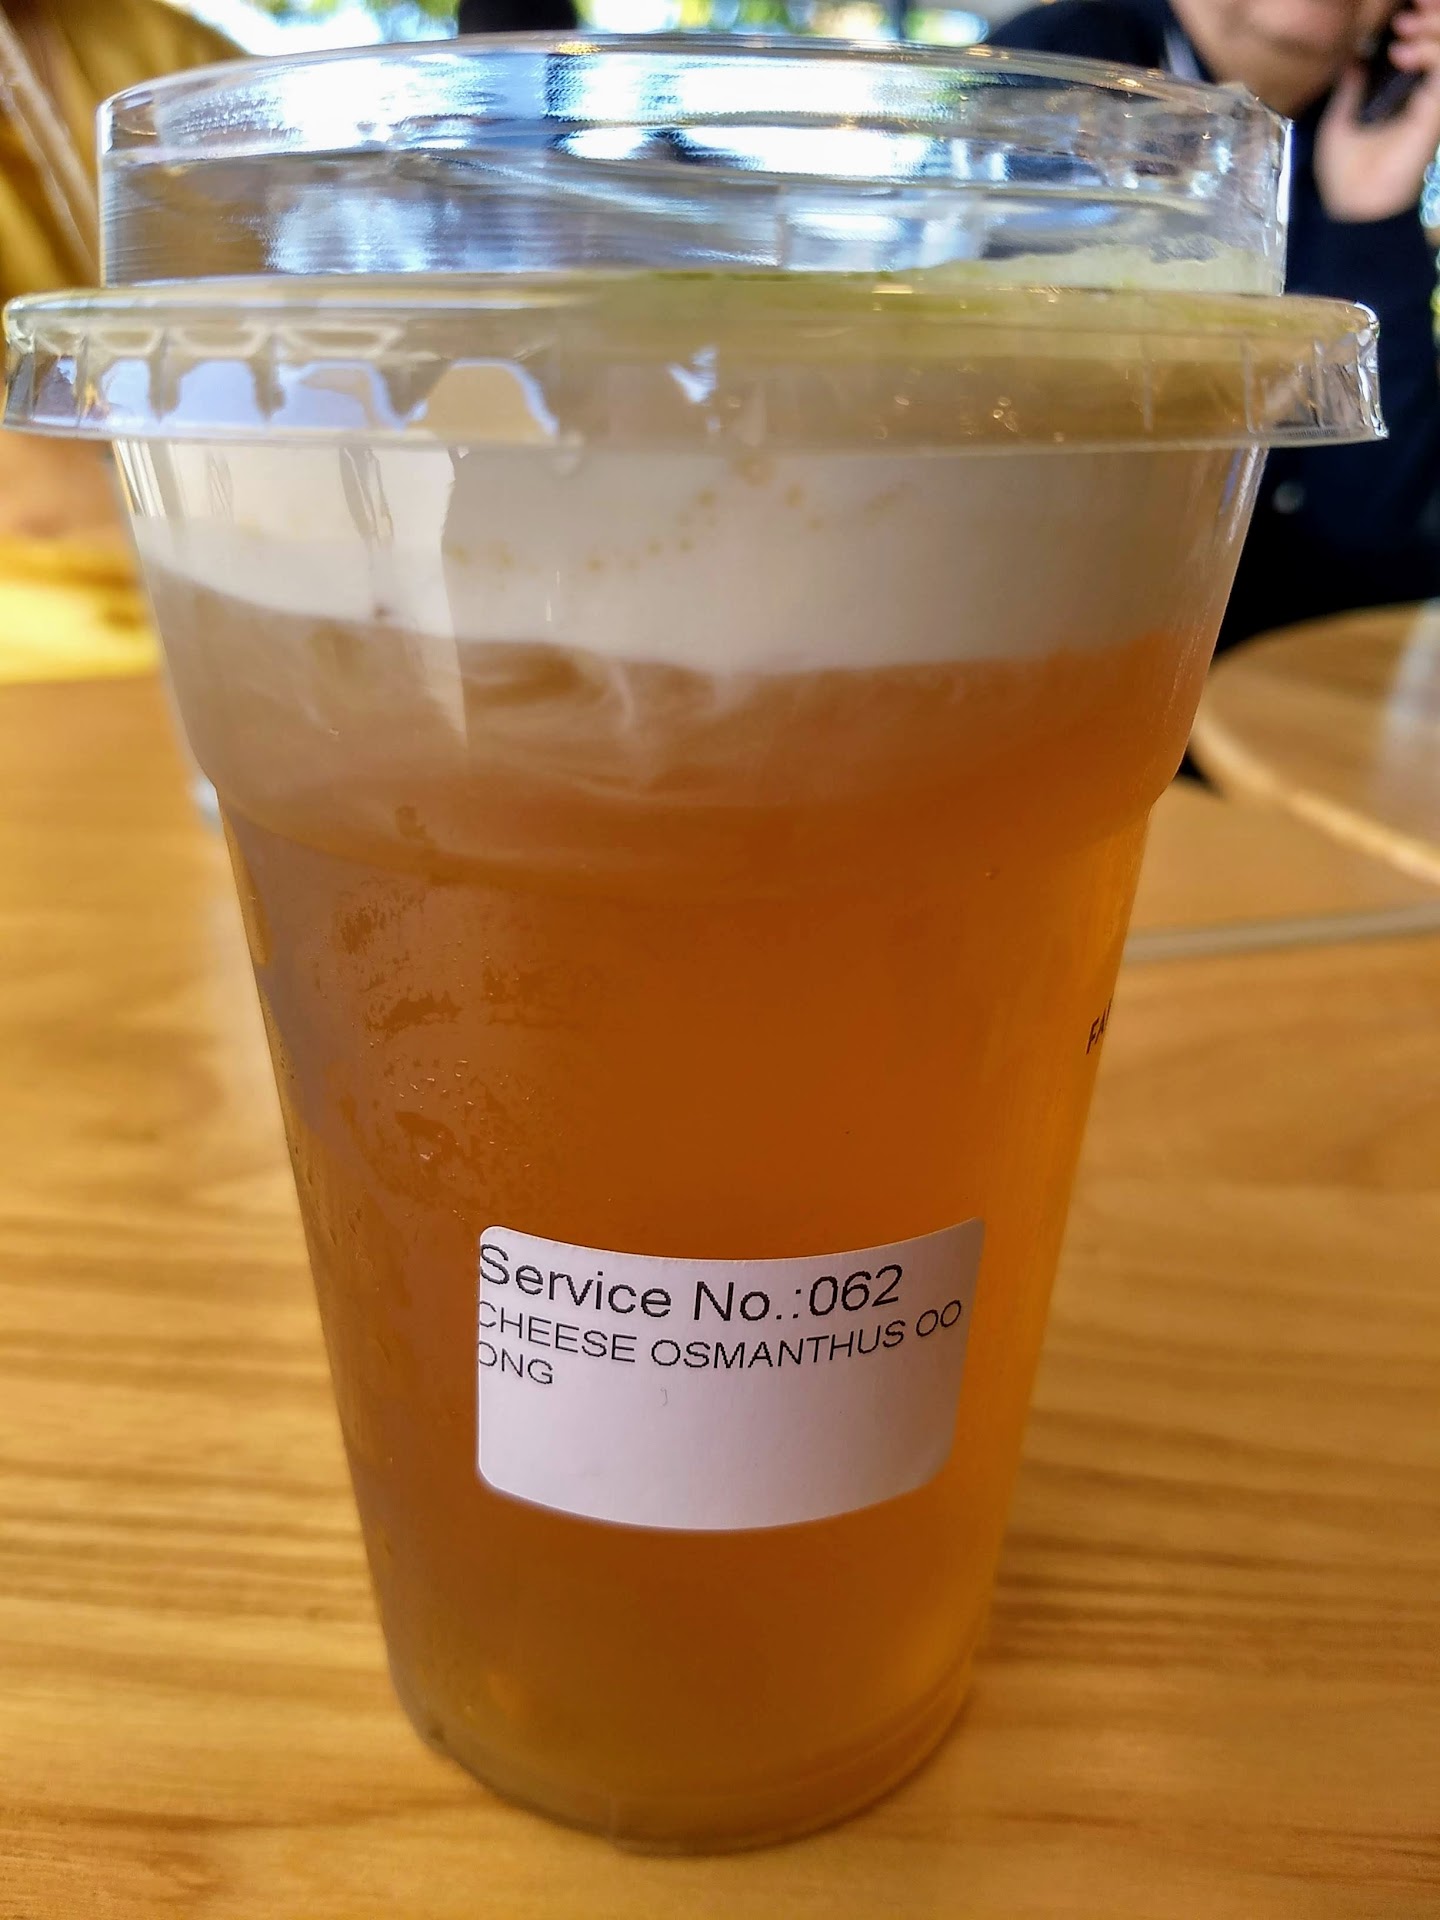 Service No.:062
CHEESE OSMANTHUS OO
ONG